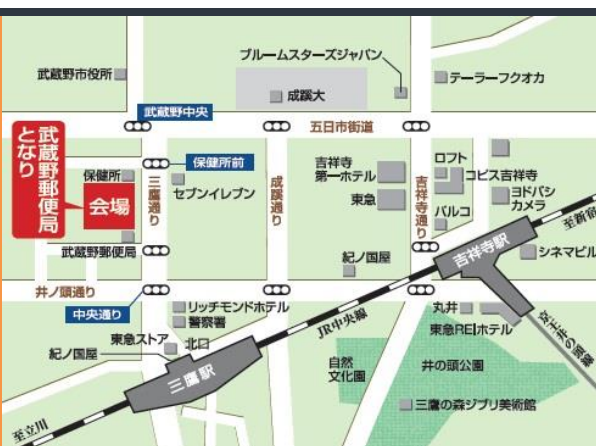 ブルームスターズジャパン
武蔵野市役所
成蹊大
テーラーフクオカ
武蔵野中央
五日市街道
武蔵野郵便局
となり
保健所前
保健所
会場
三鷹通り
セブンイレブン
成蹊通り
吉祥寺
第一ホテル
東急
吉祥寺通り
ロフト
コピス吉祥寺
ヨドバシ
カメラ
パルコ
至新宿
武蔵野郵便局
紀ノ国屋
吉祥寺駅
シネマビル
井ノ頭通り
中央通り
リッチモンドホテル
警察署
JR中央線
丸井
東急REIホテル
京王井の頭線
東急ストア
北口
紀ノ国屋
三鷹駅
自然
文化園
井の頭公園
三鷹の森ジブリ美術館
至立川